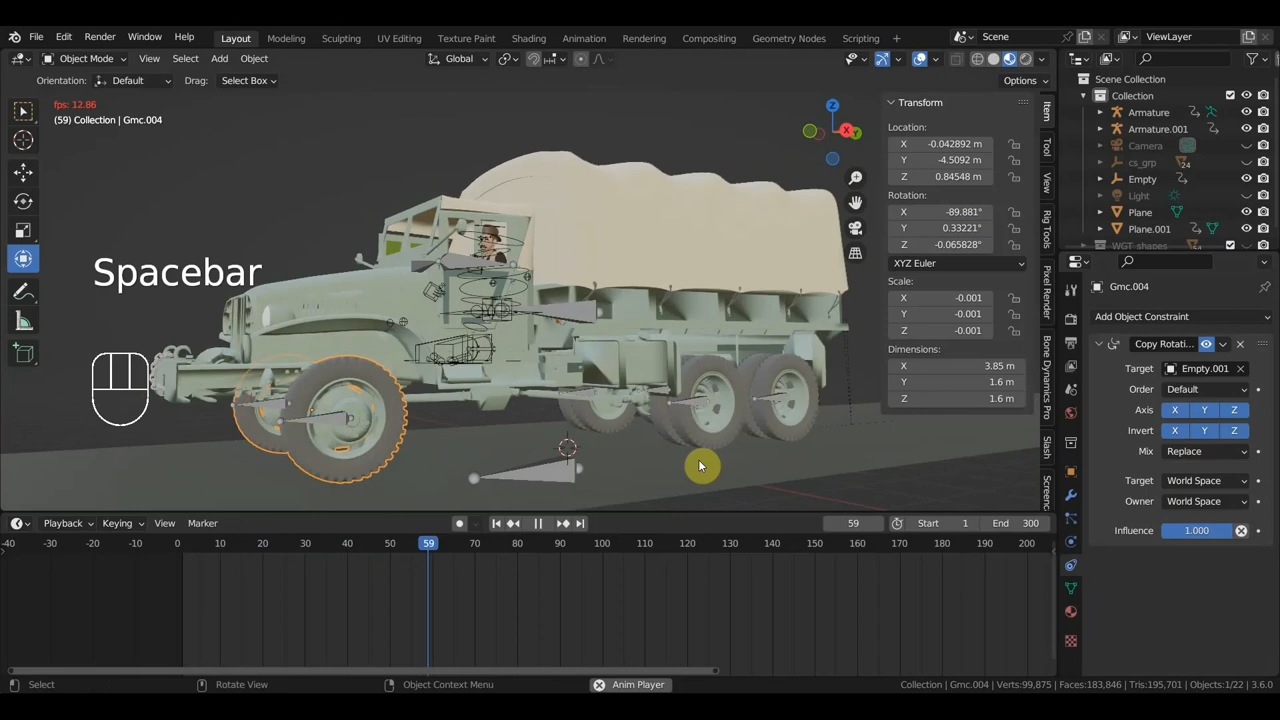 File Edit Render Window Help Layout Modeling Sculpting UV Editing Texture Paint Shading Animation Rendering Compositing Geometry Nodes Scripting + Scene ViewLayer
Object Mode View Select Add Object Global
Orientation: Default Drag: Select Box Options
fps: 12.86
(59) Collection | Gmc.004
Spacebar
Z
X
Y
Transform
Location:
X -0.042892 m
Y -4.5092 m
Z 0.84548 m
Rotation:
X -89.881°
Y 0.33221°
Z -0.065828°
XYZ Euler
Scale:
X -0.001
Y -0.001
Z -0.001
Dimensions:
X 3.85 m
Y 1.6 m
Z 1.6 m
Item
Tool
View
Rig Tools
Pixel Render
Bone Dynamics Pro
Slash
Screenc
Scene Collection
Collection
Armature
Armature.001
Camera
cs_grp 24
Empty
Light
Plane
Plane.001
WGT_shapes
Gmc.004
Add Object Constraint
Copy Rotati...
Target Empty.001
Order Default
Axis X Y Z
Invert X Y Z
Mix Replace
Target World Space
Owner World Space
Influence 1.000
Playback Keying View Marker 59 Start 1 End 300
-40 -30 -20 -10 0 10 20 30 40 50 59 70 80 90 100 110 120 130 140 150 160 170 180 190 200
Select Rotate View Object Context Menu Anim Player Collection | Gmc.004 | Verts:99,875 | Faces:183,846 | Tris:195,701 | Objects:1/22 | 3.6.0